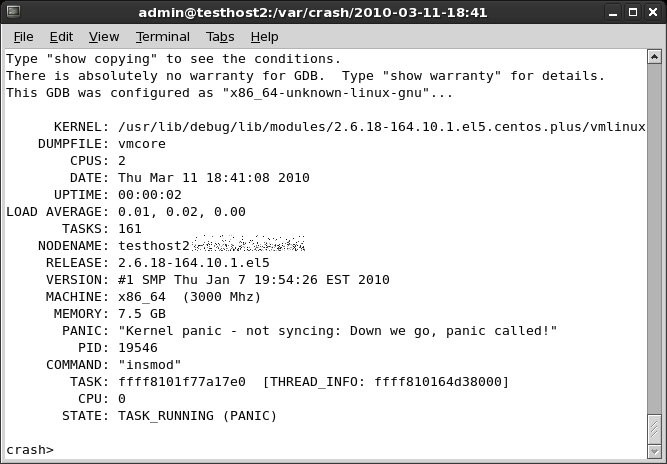 admin@testhost2:/var/crash/2010-03-11-18:41
File Edit View Terminal Tabs Help
Type "show copying" to see the conditions.
There is absolutely no warranty for GDB.  Type "show warranty" for details.
This GDB was configured as "x86_64-unknown-linux-gnu"...
KERNEL: /usr/lib/debug/lib/modules/2.6.18-164.10.1.el5.centos.plus/vmlinux
DUMPFILE: vmcore
CPUS: 2
DATE: Thu Mar 11 18:41:08 2010
UPTIME: 00:00:02
LOAD AVERAGE: 0.01, 0.02, 0.00
TASKS: 161
NODENAME: testhost2
RELEASE: 2.6.18-164.10.1.el5
VERSION: #1 SMP Thu Jan 7 19:54:26 EST 2010
MACHINE: x86_64  (3000 Mhz)
MEMORY: 7.5 GB
PANIC: "Kernel panic - not syncing: Down we go, panic called!"
PID: 19546
COMMAND: "insmod"
TASK: ffff8101f77a17e0  [THREAD_INFO: ffff810164d38000]
CPU: 0
STATE: TASK_RUNNING (PANIC)
crash>